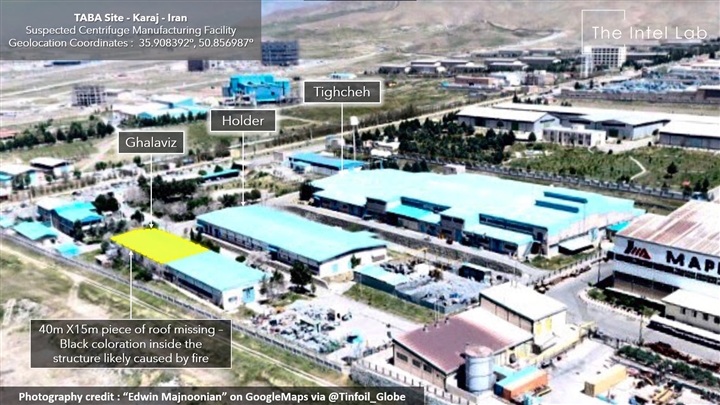 TABA Site - Karaj - Iran
Suspected Centrifuge Manufacturing Facility
Geolocation Coordinates : 35.908392º, 50.856987º
The Intel Lab
Tighcheh
Holder
Ghalaviz
MAP
40m X15m piece of roof missing –
Black coloration inside the
structure likely caused by fire
Photography credit : “Edwin Majnoonian” on GoogleMaps via @Tinfoil_Globe